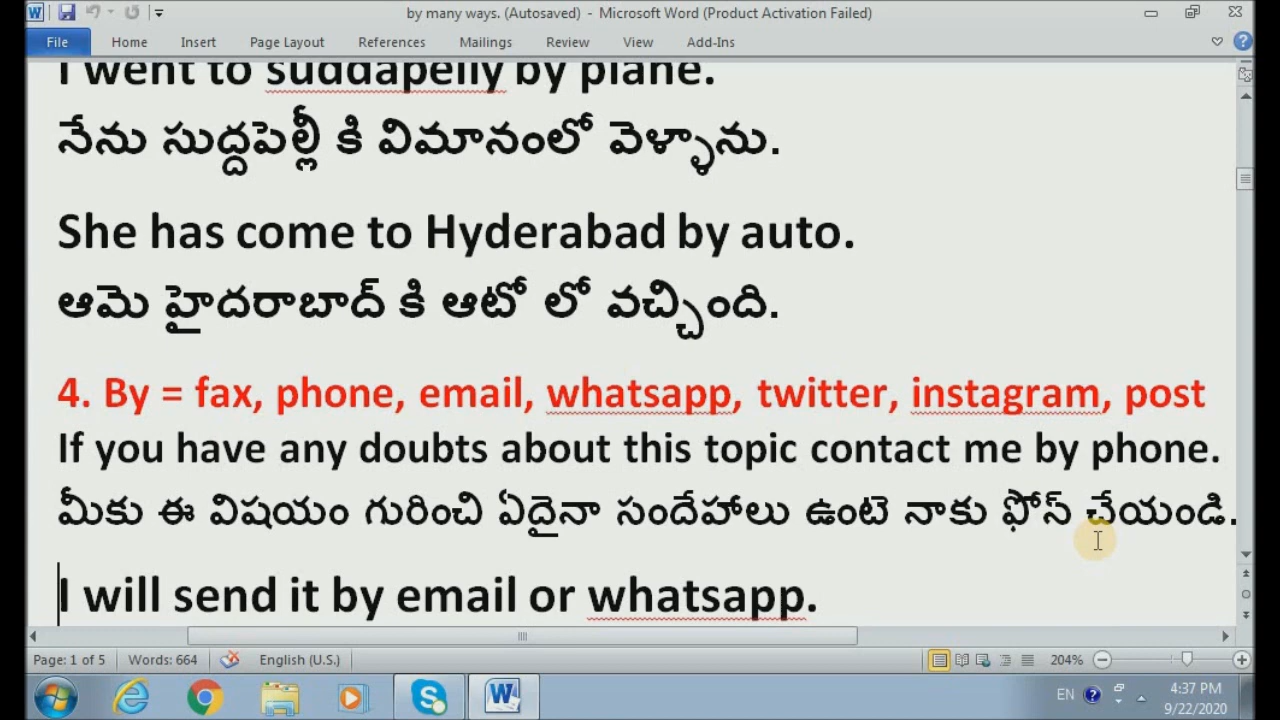 by many ways. (Autosaved) - Microsoft Word (Product Activation Failed)
File Home Insert Page Layout References Mailings Review View Add-Ins
I went to suddapelly by plane.
నేను సుద్దపెల్లీ కి విమానంలో వెళ్ళాను.
She has come to Hyderabad by auto.
ఆమె హైదరాబాద్ కి ఆటో లో వచ్చింది.
4. By = fax, phone, email, whatsapp, twitter, instagram, post
If you have any doubts about this topic contact me by phone.
మీకు ఈ విషయం గురించి ఏదైనా సందేహాలు ఉంటె నాకు ఫోన్ చేయండి.
I will send it by email or whatsapp.
Page: 1 of 5 Words: 664 English (U.S.) 204%
EN 4:37 PM
9/22/2020